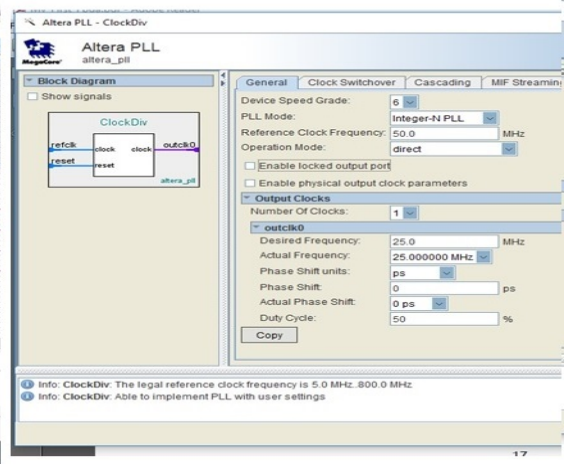 Altera PLL - ClockDiv
MegaCore
Altera PLL
altera_pll
Block Diagram
Show signals
ClockDiv
refclk
clock
clock
outclk0
reset
reset
altera_pll
General
Clock Switchover
Cascading
MIF Streaming
Device Speed Grade:
6
PLL Mode:
Integer-N PLL
Reference Clock Frequency:
50.0
MHz
Operation Mode:
direct
Enable locked output port
Enable physical output clock parameters
Output Clocks
Number Of Clocks:
1
outclk0
Desired Frequency:
25.0
MHz
Actual Frequency:
25.000000 MHz
Phase Shift units:
ps
Phase Shift:
0
ps
Actual Phase Shift:
0 ps
Duty Cycle:
50
%
Copy
Info: ClockDiv: The legal reference clock frequency is 5.0 MHz..800.0 MHz
Info: ClockDiv: Able to implement PLL with user settings
17